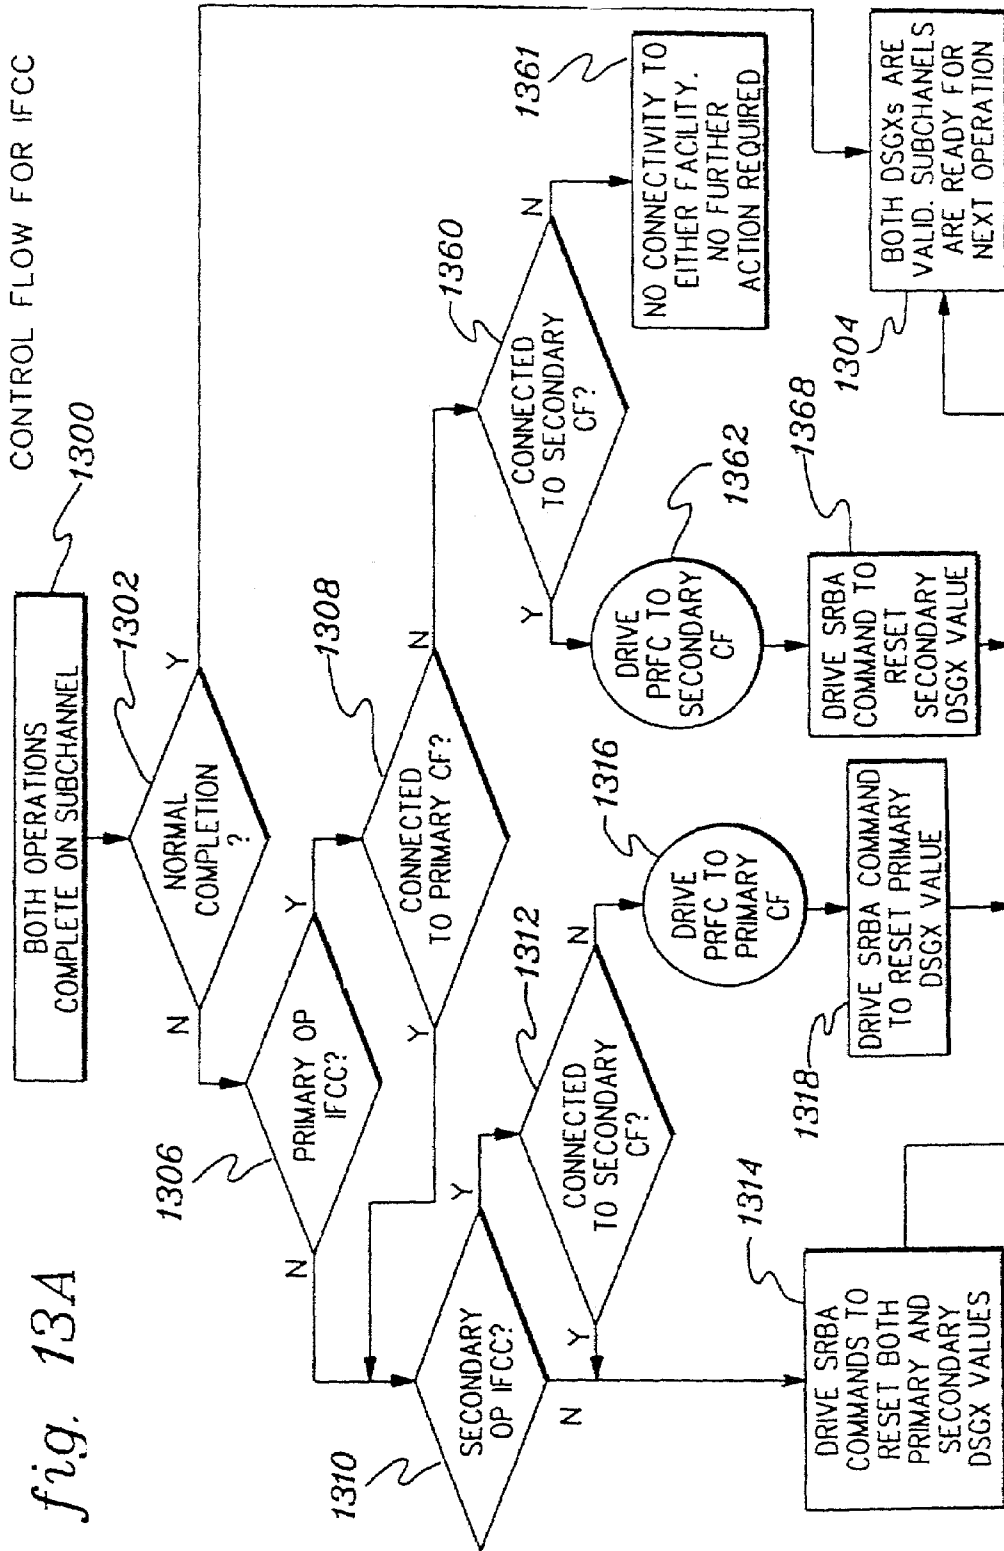 fig. 13A
CONTROL FLOW FOR IFCC
BOTH OPERATIONS
COMPLETE ON SUBCHANNEL
1300
NORMAL
COMPLETION
?
1302
N
Y
PRIMARY OP
IFCC?
1306
N
Y
CONNECTED
TO PRIMARY CF?
1308
Y
N
SECONDARY
OP IFCC?
1310
Y
N
CONNECTED
TO SECONDARY
CF?
1312
Y
N
CONNECTED
TO SECONDARY
CF?
1360
Y
N
NO CONNECTIVITY TO
EITHER FACILITY.
NO FURTHER
ACTION REQUIRED
1361
DRIVE
PRFC TO
PRIMARY
CF
1316
DRIVE
PRFC TO
SECONDARY
CF
1362
DRIVE SRBA
COMMANDS TO
RESET BOTH
PRIMARY AND
SECONDARY
DSGX VALUES
1314
DRIVE SRBA COMMAND
TO RESET PRIMARY
DSGX VALUE
1318
DRIVE SRBA
COMMAND TO
RESET
SECONDARY
DSGX VALUE
1368
BOTH DSGXs ARE
VALID. SUBCHANELS
ARE READY FOR
NEXT OPERATION
1304